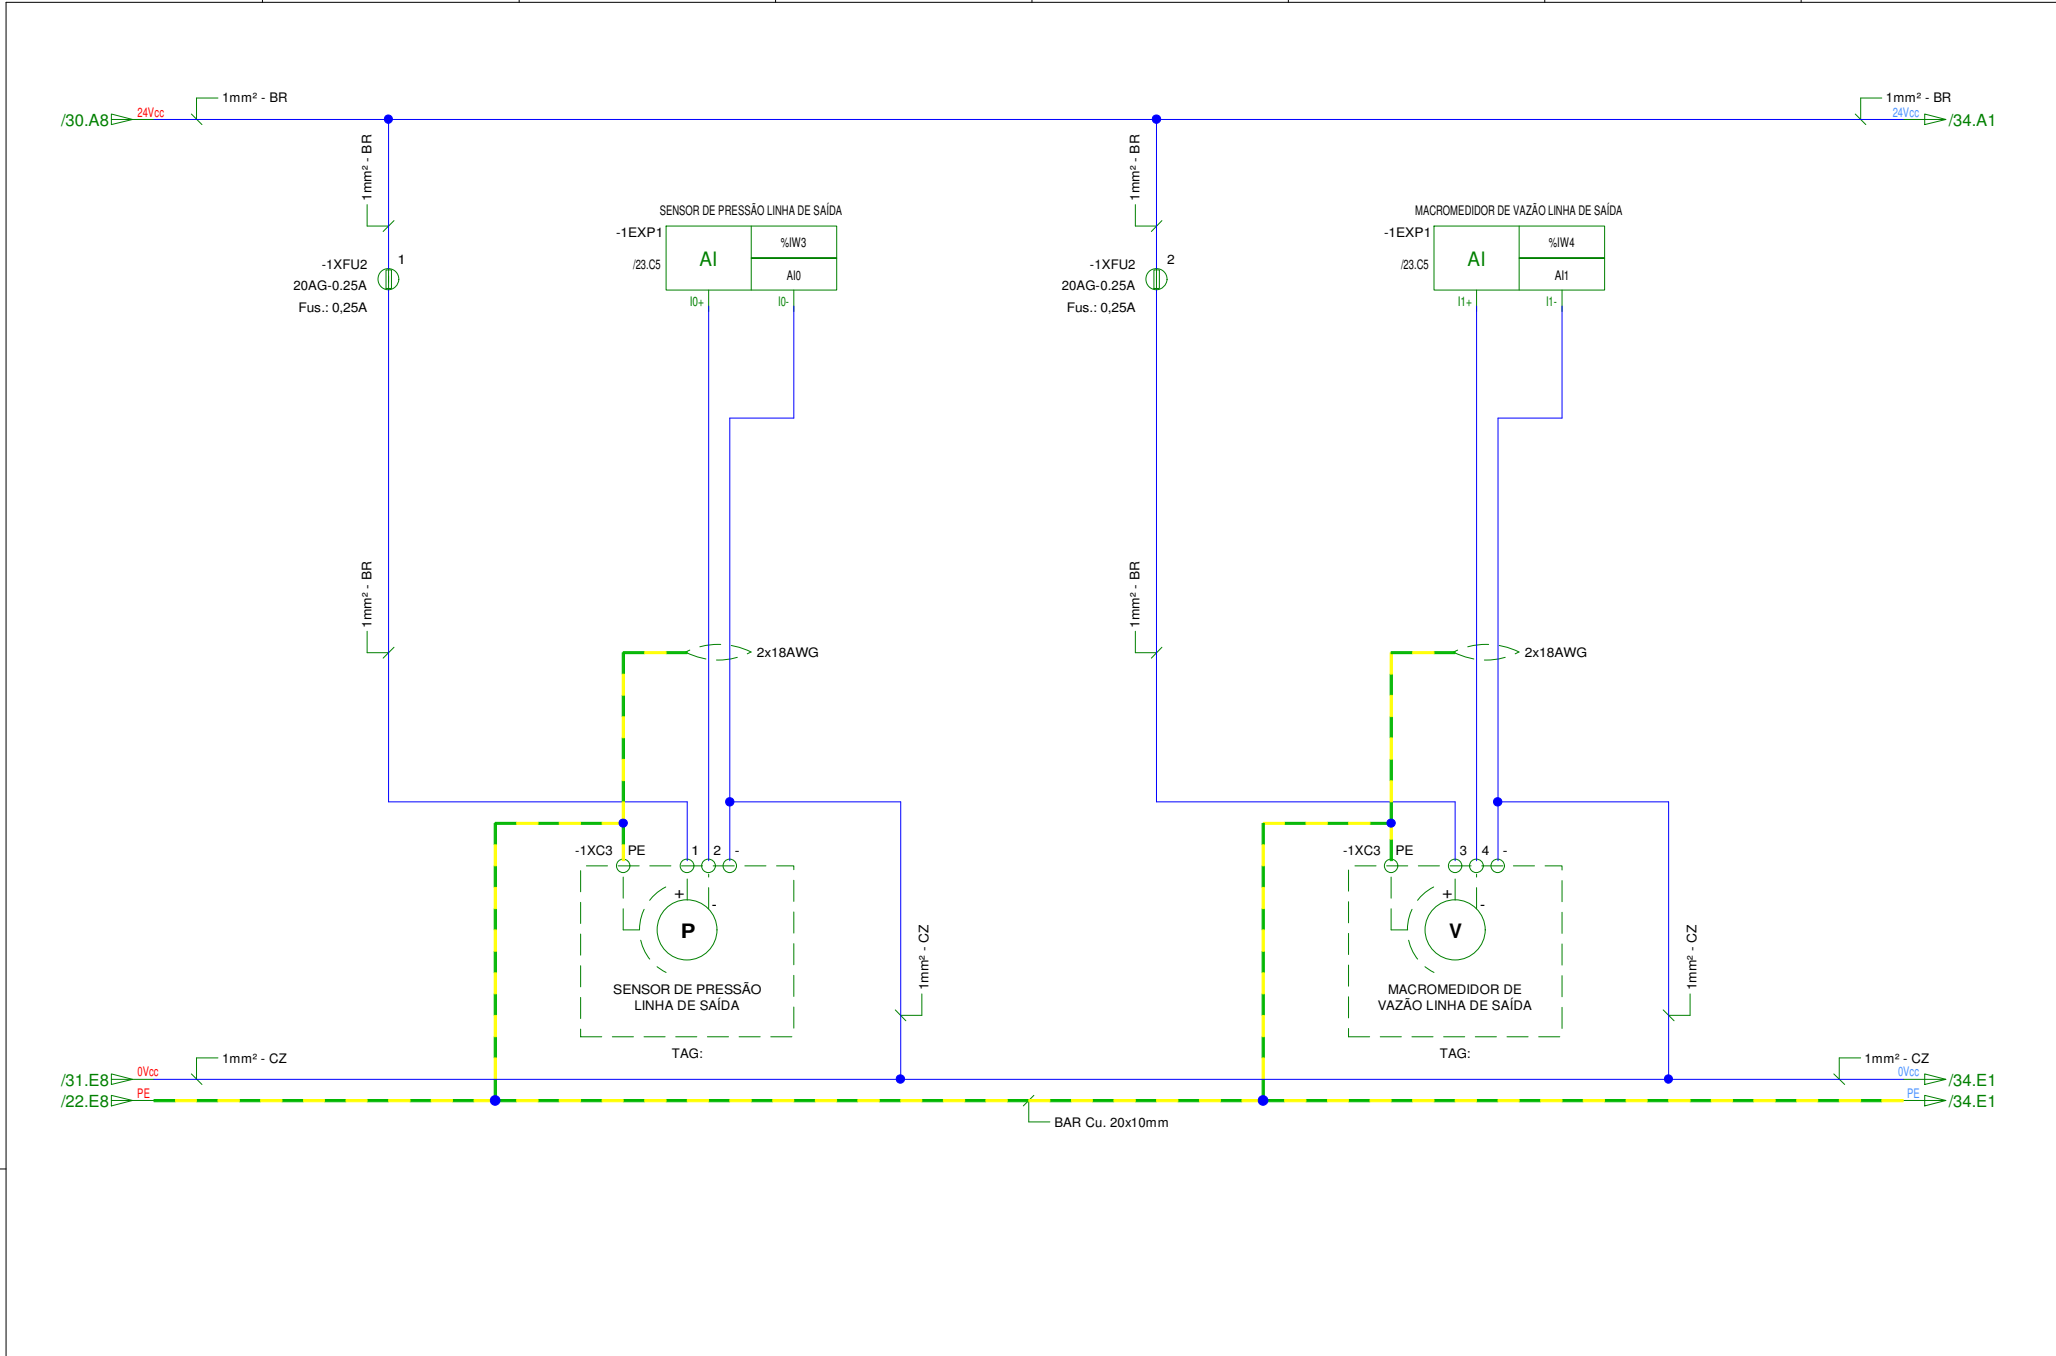 1mm² - BR
/30.A8
24Vcc
1mm² - BR
24Vcc
/34.A1
1mm² - BR
1mm² - BR
SENSOR DE PRESSÃO LINHA DE SAÍDA
-1EXP1
/23.C5
AI
%IW3
AI0
I0+
I0-
MACROMEDIDOR DE VAZÃO LINHA DE SAÍDA
-1EXP1
/23.C5
AI
%IW4
AI1
I1+
I1-
-1XFU2
1
20AG-0.25A
Fus.: 0,25A
-1XFU2
2
20AG-0.25A
Fus.: 0,25A
1mm² - BR
2x18AWG
1mm² - BR
2x18AWG
-1XC3
PE
1
2
-
+
-
P
SENSOR DE PRESSÃO
LINHA DE SAÍDA
TAG:
1mm² - CZ
-1XC3
PE
3
4
-
+
-
V
MACROMEDIDOR DE
VAZÃO LINHA DE SAÍDA
TAG:
1mm² - CZ
1mm² - CZ
/31.E8
0Vcc
/22.E8
PE
BAR Cu. 20x10mm
1mm² - CZ
0Vcc
/34.E1
PE
/34.E1